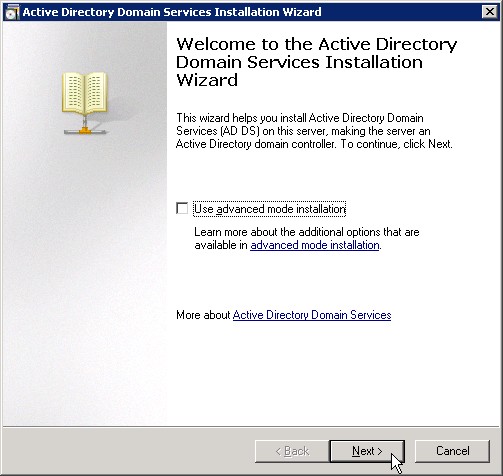 Active Directory Domain Services Installation Wizard
Welcome to the Active Directory
Domain Services Installation
Wizard
This wizard helps you install Active Directory Domain
Services (AD DS) on this server, making the server an
Active Directory domain controller. To continue, click Next.
Use advanced mode installation
Learn more about the additional options that are
available in advanced mode installation.
More about Active Directory Domain Services
< Back
Next >
Cancel